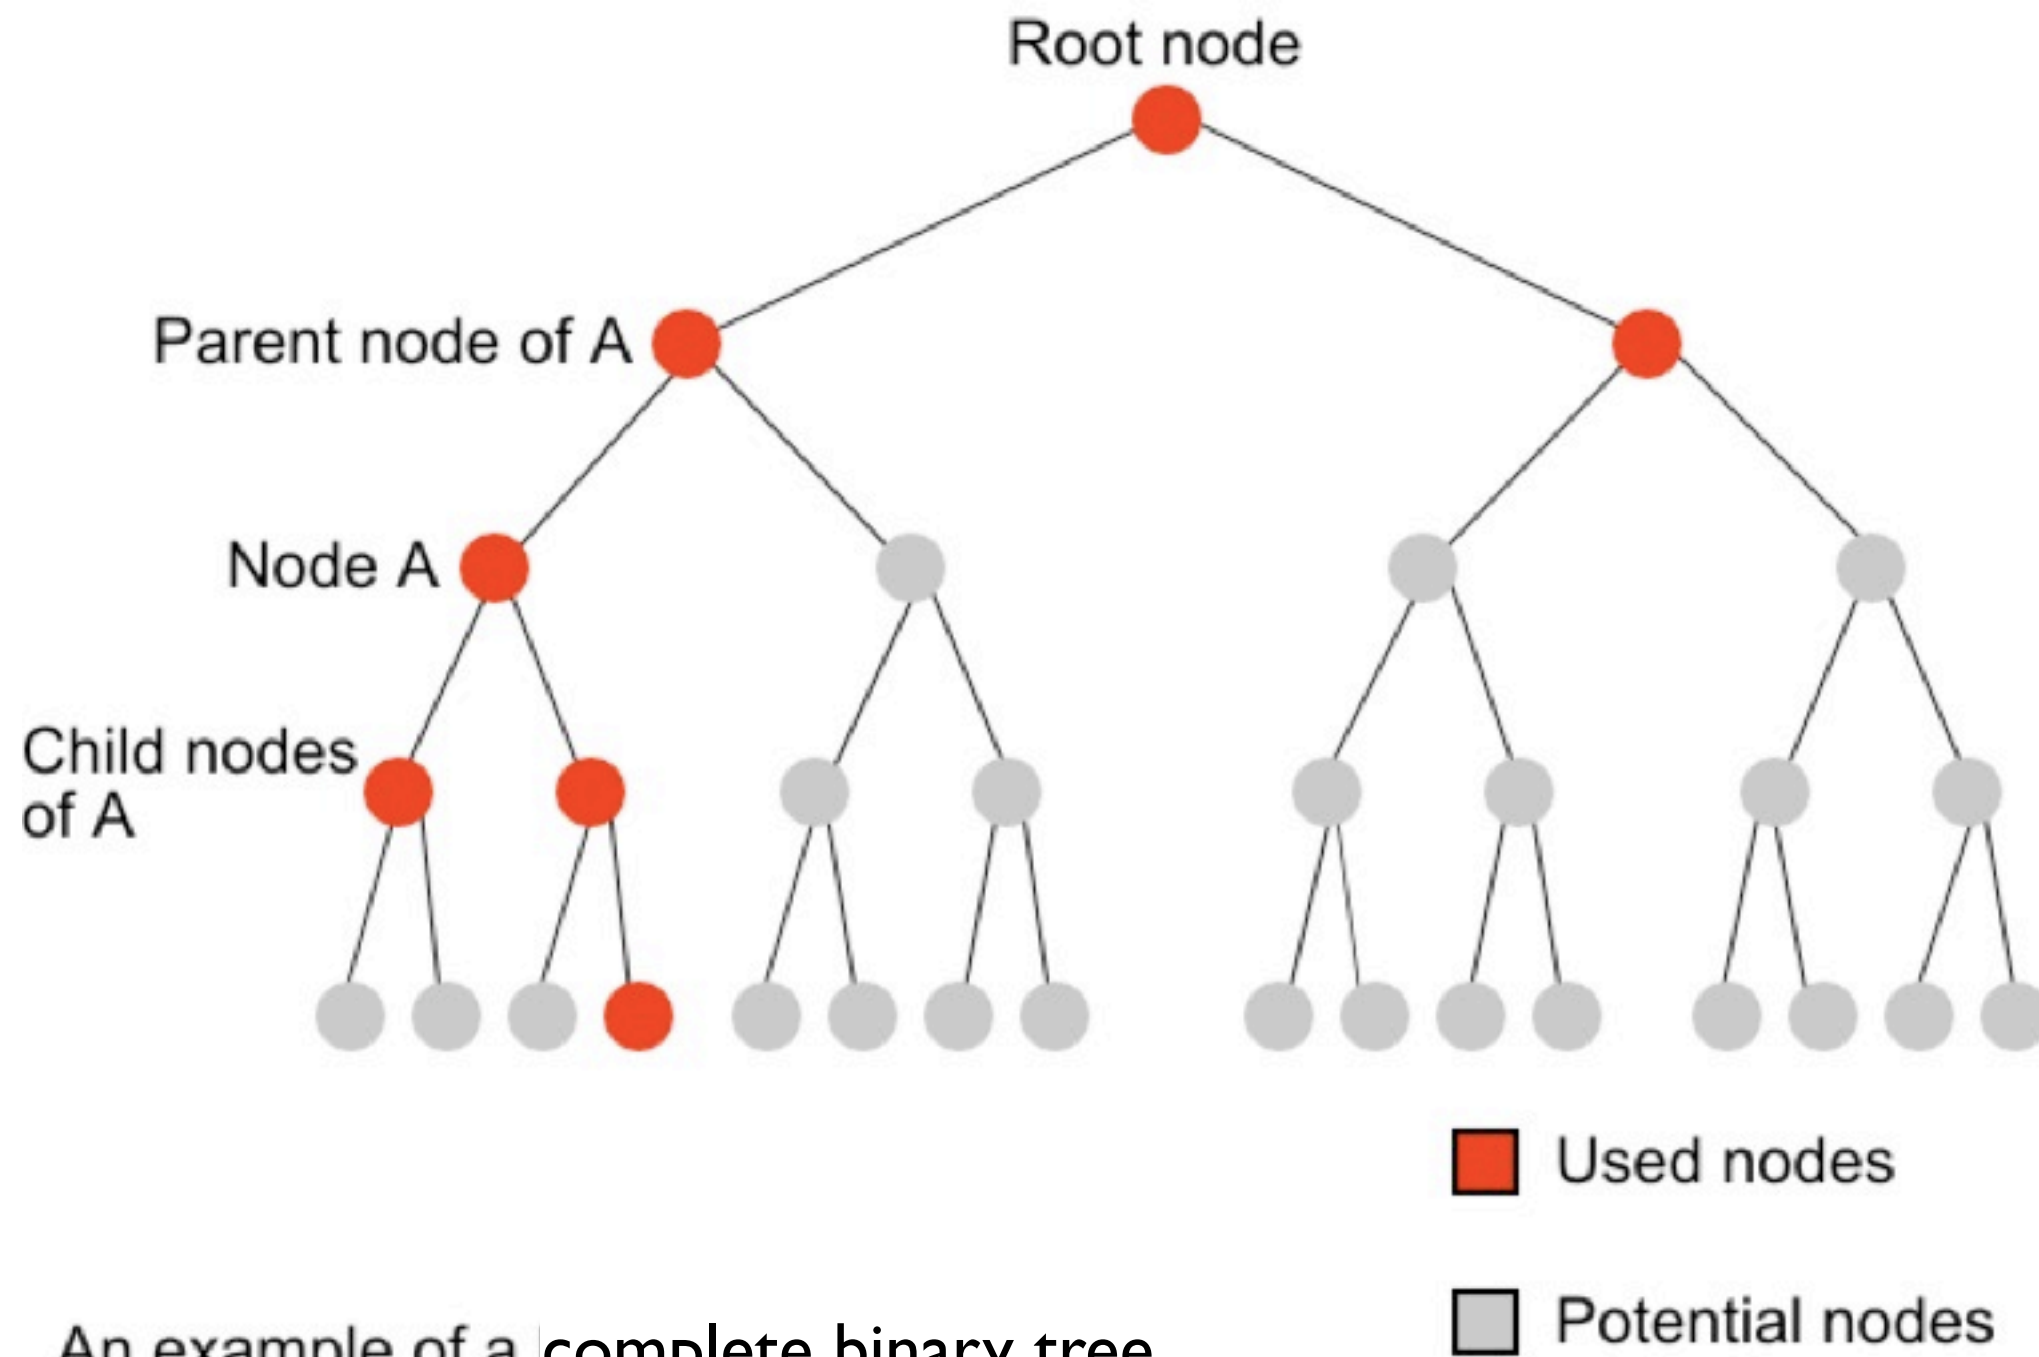 Root node
Parent node of A
Node A
Child nodes
of A
Used nodes
Potential nodes
An example of a complete binary tree